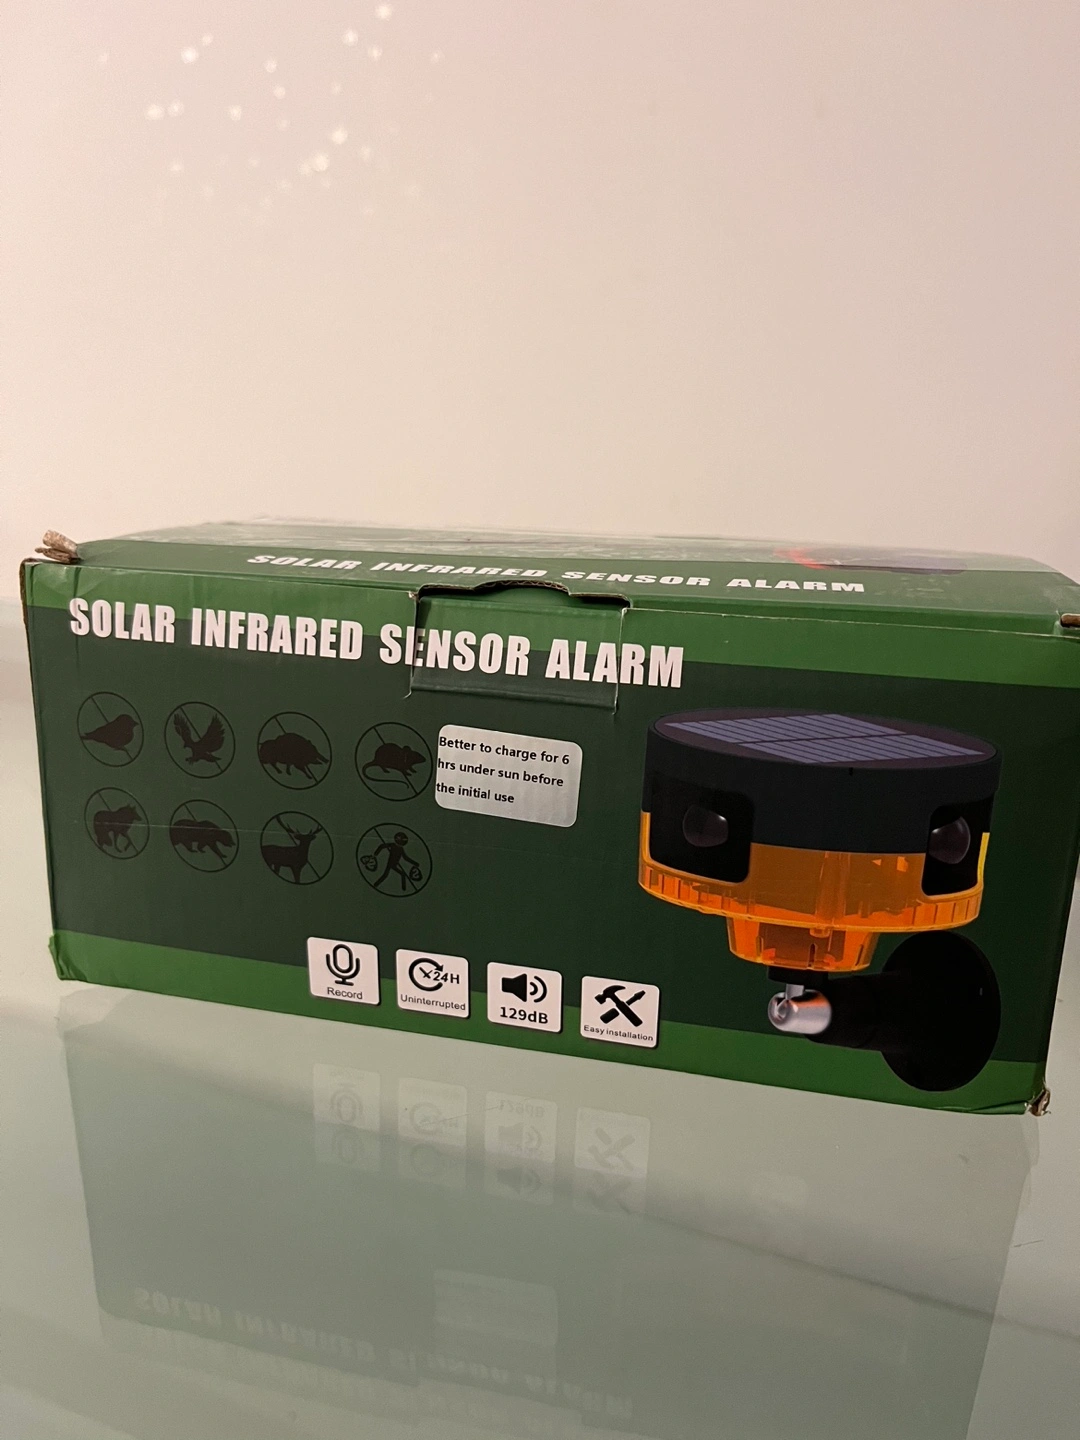 SOLAR INFRARED SENSOR ALARM
SOLAR INFRARED SENSOR ALARM
Better to charge for 6
hrs under sun before
the initial use
Record
24H
Uninterrupted
129dB
Easy installation